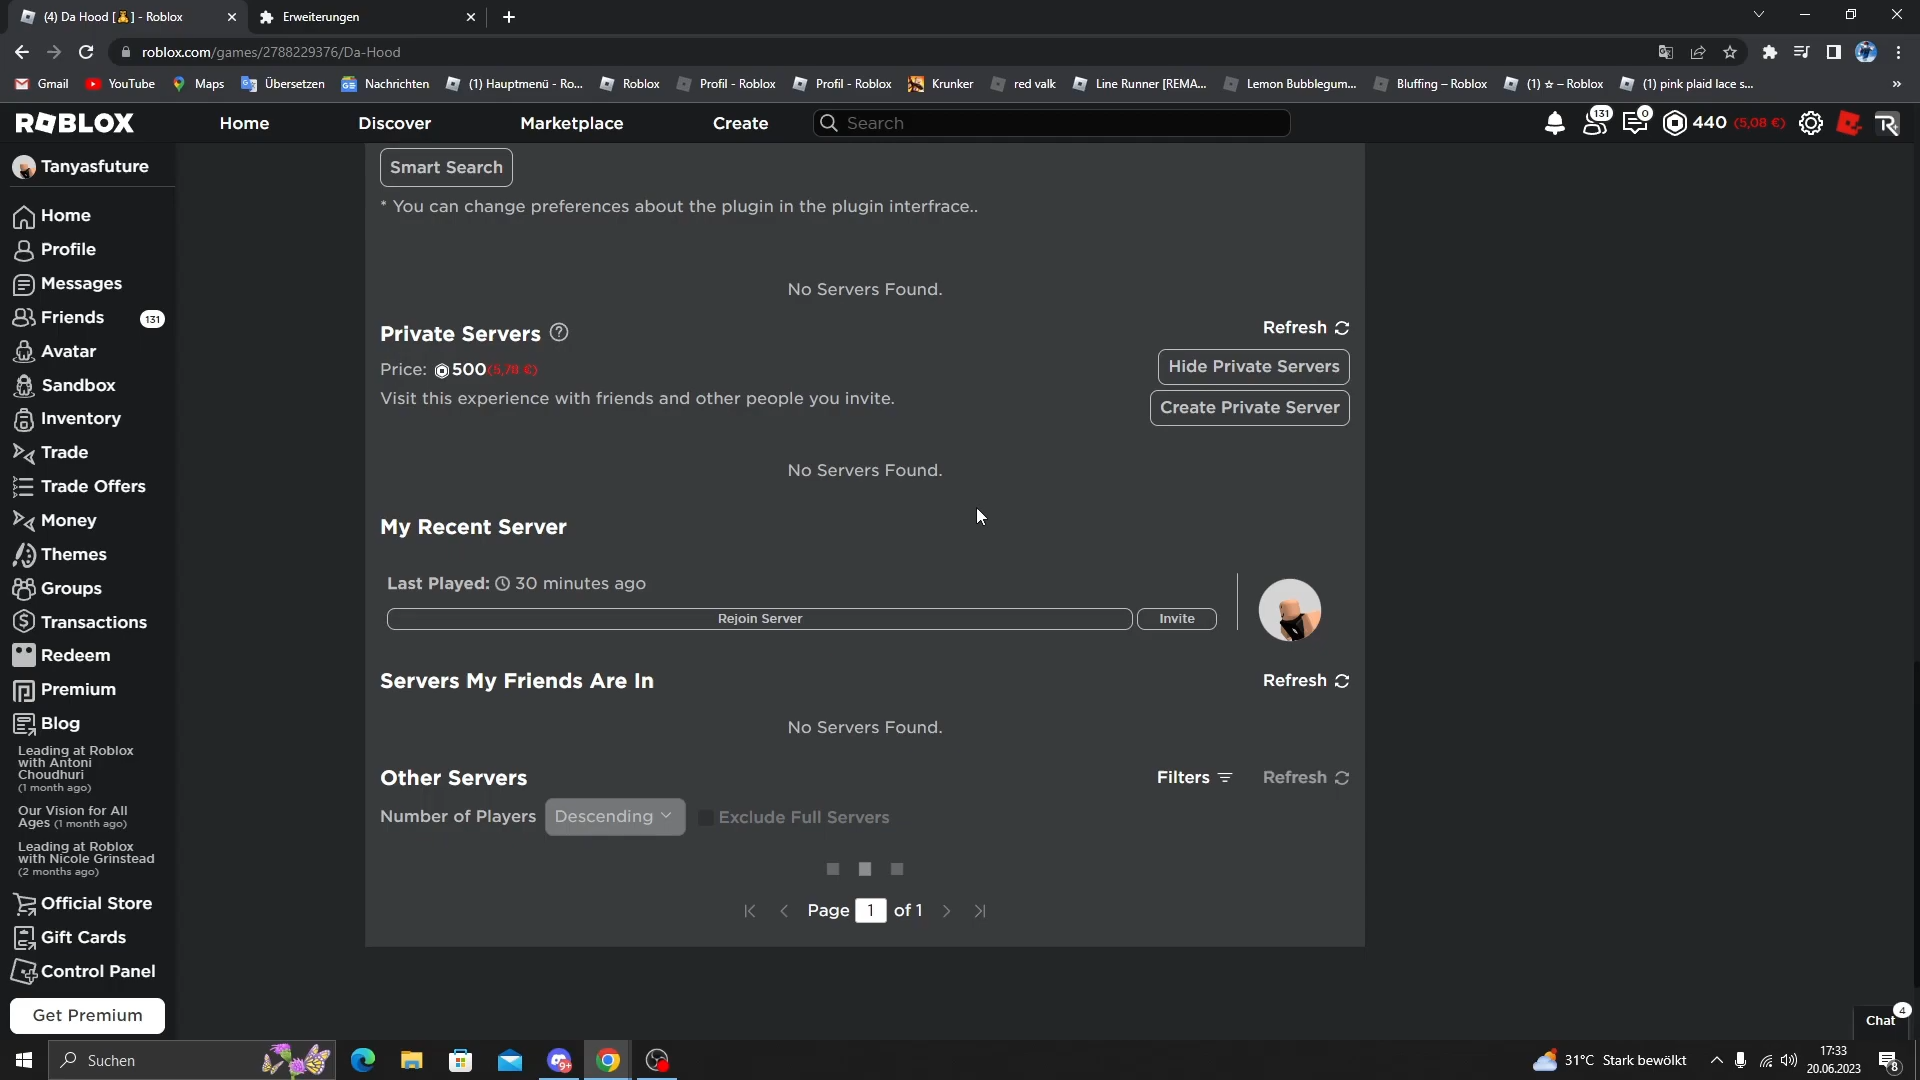 (4) Da Hood [🧸] - Roblox
Erweiterungen
roblox.com/games/2788229376/Da-Hood
Gmail
YouTube
Maps
Übersetzen
Nachrichten
(1) Hauptmenü - Ro...
Roblox
Profil - Roblox
Profil - Roblox
Krunker
red valk
Line Runner [REMA...
Lemon Bubblegum...
Bluffing – Roblox
(1) ☆ – Roblox
(1) pink plaid lace s...
ROBLOX
Home
Discover
Marketplace
Create
Search
131
0
440 (5,08 €)
Tanyasfuture
Home
Profile
Messages
Friends
131
Avatar
Sandbox
Inventory
Trade
Trade Offers
Money
Themes
Groups
Transactions
Redeem
Premium
Blog
Leading at Roblox
with Antoni
Choudhuri
(1 month ago)
Our Vision for All
Ages (1 month ago)
Leading at Roblox
with Nicole Grinstead
(2 months ago)
Official Store
Gift Cards
Control Panel
Get Premium
Smart Search
* You can change preferences about the plugin in the plugin interfrace..
No Servers Found.
Private Servers
Refresh
Price: 500(5,78 €)
Hide Private Servers
Visit this experience with friends and other people you invite.
Create Private Server
No Servers Found.
My Recent Server
Last Played: 30 minutes ago
Rejoin Server
Invite
Servers My Friends Are In
Refresh
No Servers Found.
Other Servers
Filters
Refresh
Number of Players
Descending
Exclude Full Servers
Page 1 of 1
Chat
4
Suchen
9+
31°C Stark bewölkt
17:33
20.06.2023
8